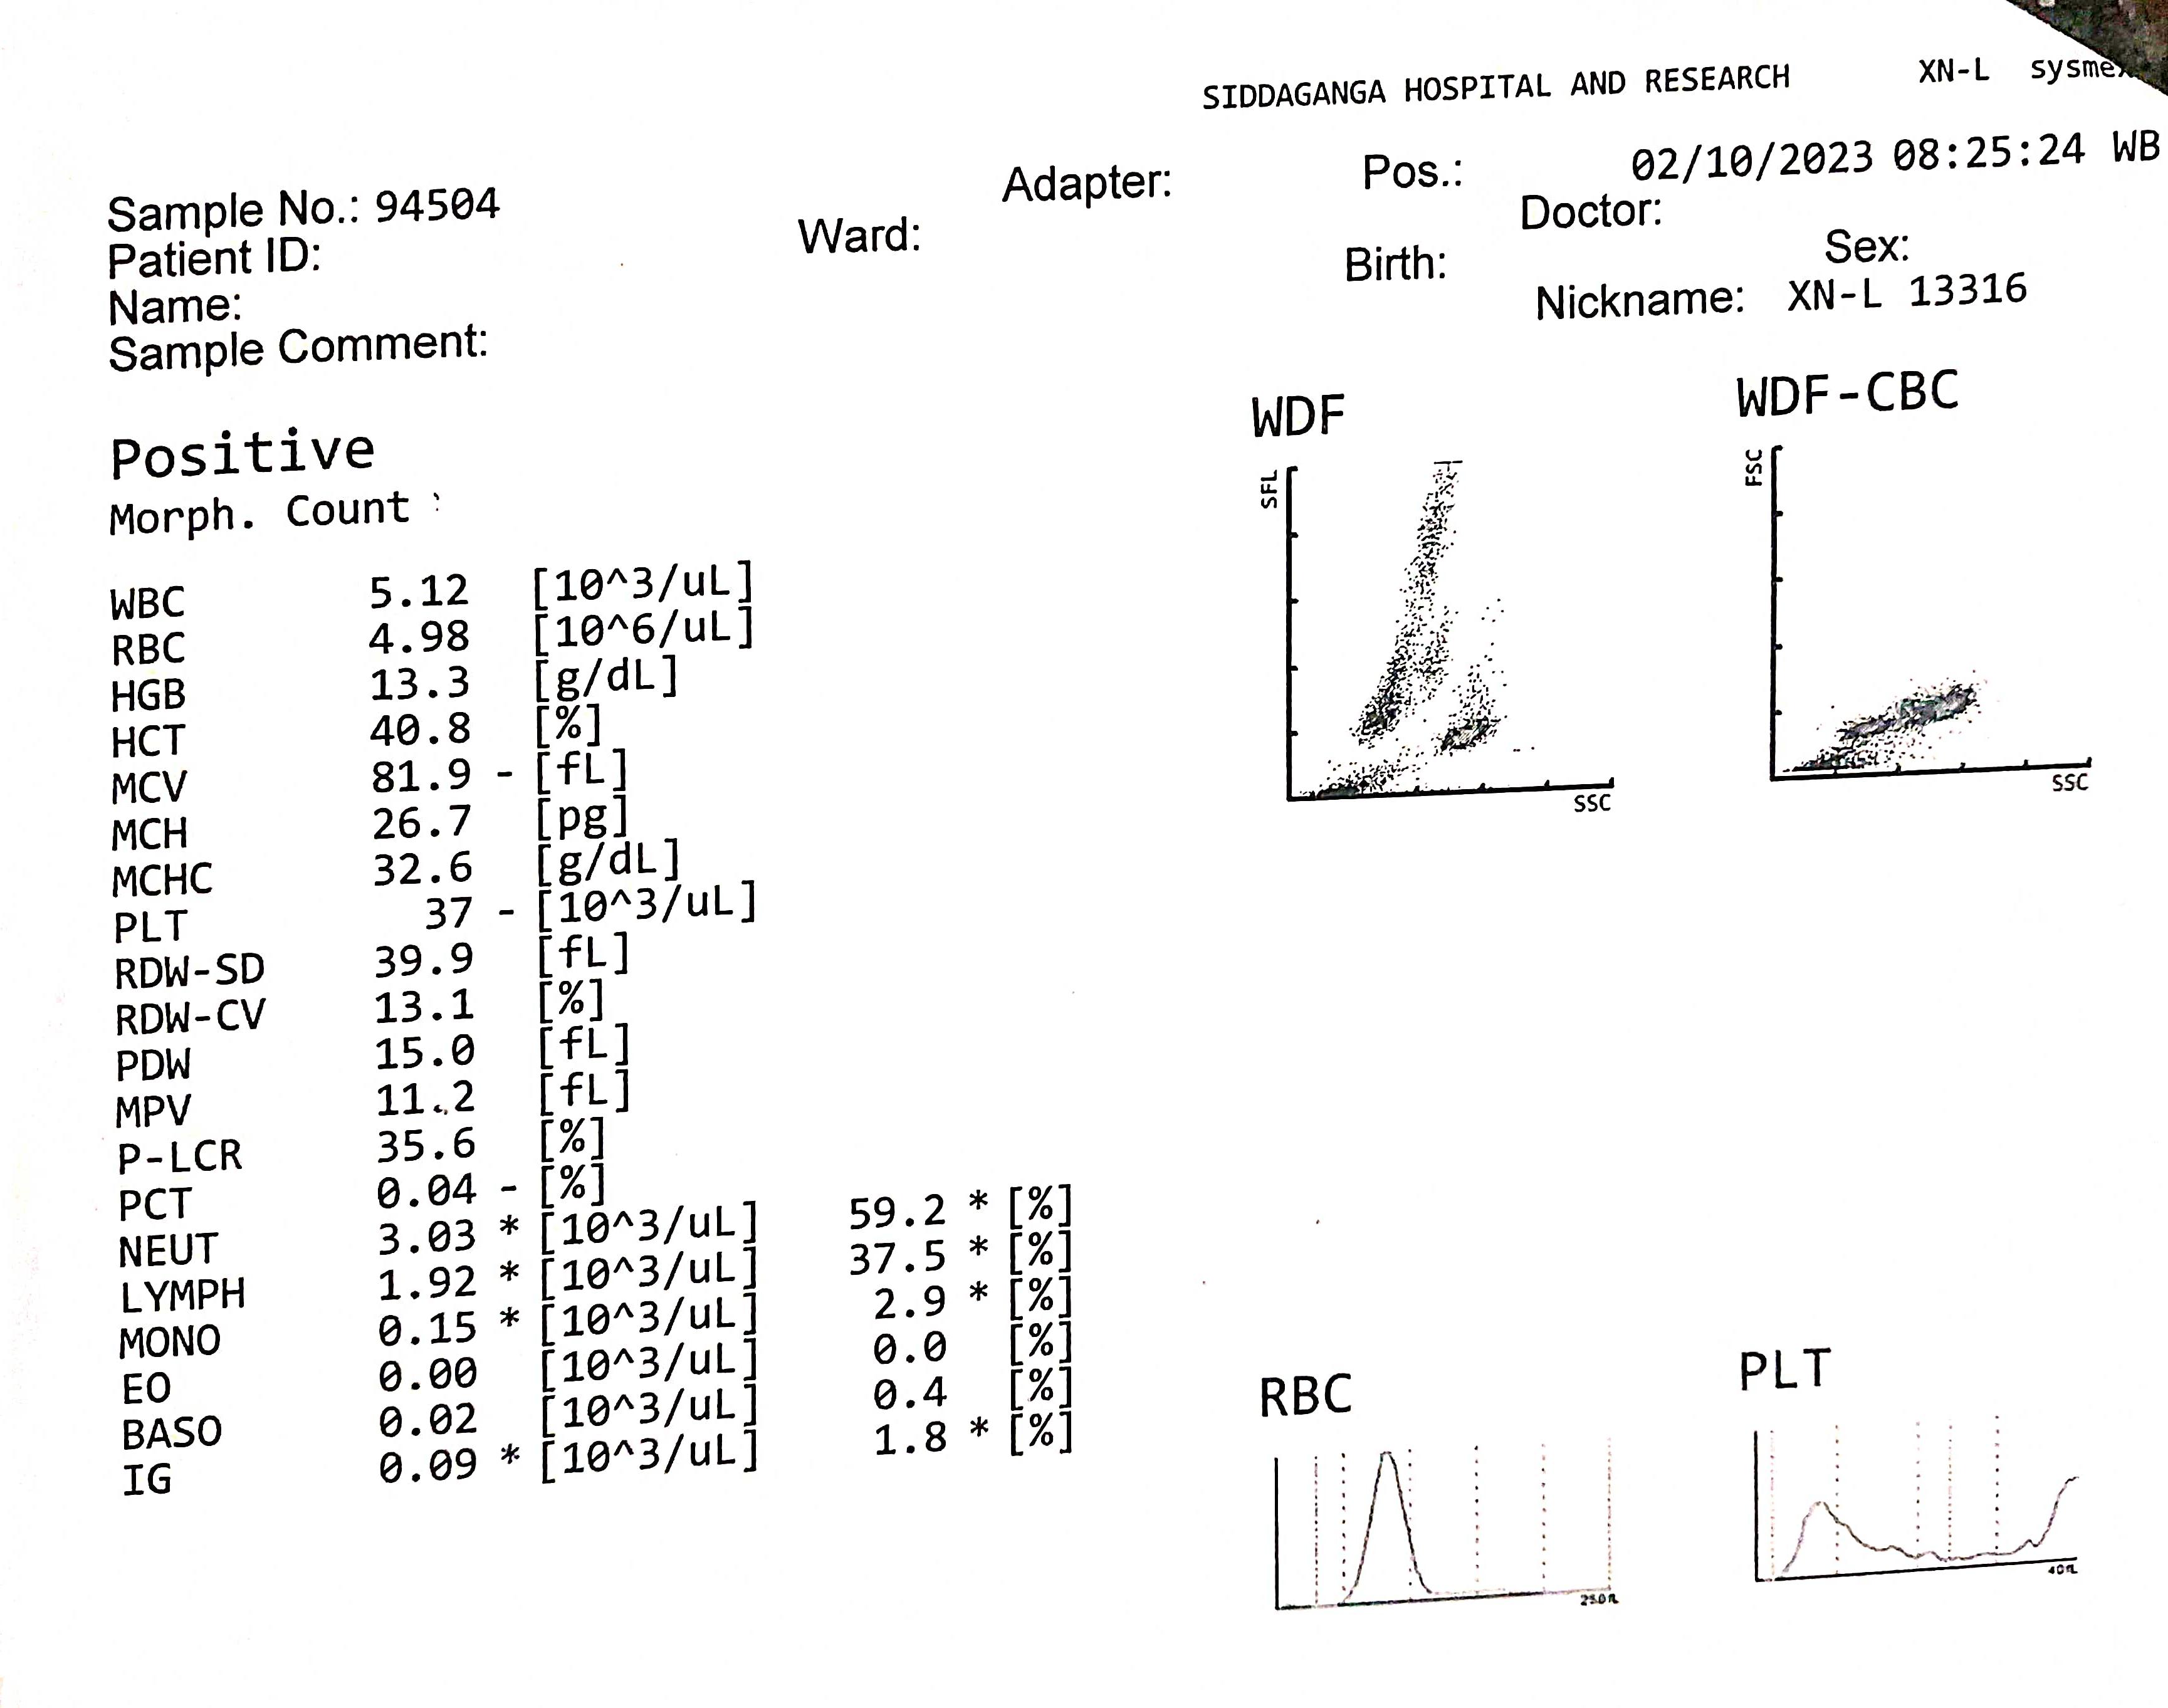 SIDDAGANGA HOSPITAL AND RESEARCH XN-L
02/10/2023 08:25:24 WB
Sample No.: 94504 Adapter: Pos.:
Patient ID: Ward: Doctor:
Name: Birth: Sex:
Sample Comment: Nickname: XN-L 13316
Positive
Morph. Count
WBC 5.12 [10^3/uL]
RBC 4.98 [10^6/uL]
HGB 13.3 [g/dL]
HCT 40.8 [%]
MCV 81.9 - [fL]
MCH 26.7 [pg]
MCHC 32.6 [g/dL]
PLT 37 - [10^3/uL]
RDW-SD 39.9 [fL]
RDW-CV 13.1 [%]
PDW 15.0 [fL]
MPV 11.2 [fL]
P-LCR 35.6 [%]
PCT 0.04 - [%]
NEUT 3.03 * [10^3/uL] 59.2 * [%]
LYMPH 1.92 * [10^3/uL] 37.5 * [%]
MONO 0.15 * [10^3/uL] 2.9 * [%]
EO 0.00 [10^3/uL] 0.0 [%]
BASO 0.02 [10^3/uL] 0.4 [%]
IG 0.09 * [10^3/uL] 1.8 * [%]
WDF
SFL
SSC
WDF-CBC
FSC
SSC
RBC
250fL
PLT
40fL